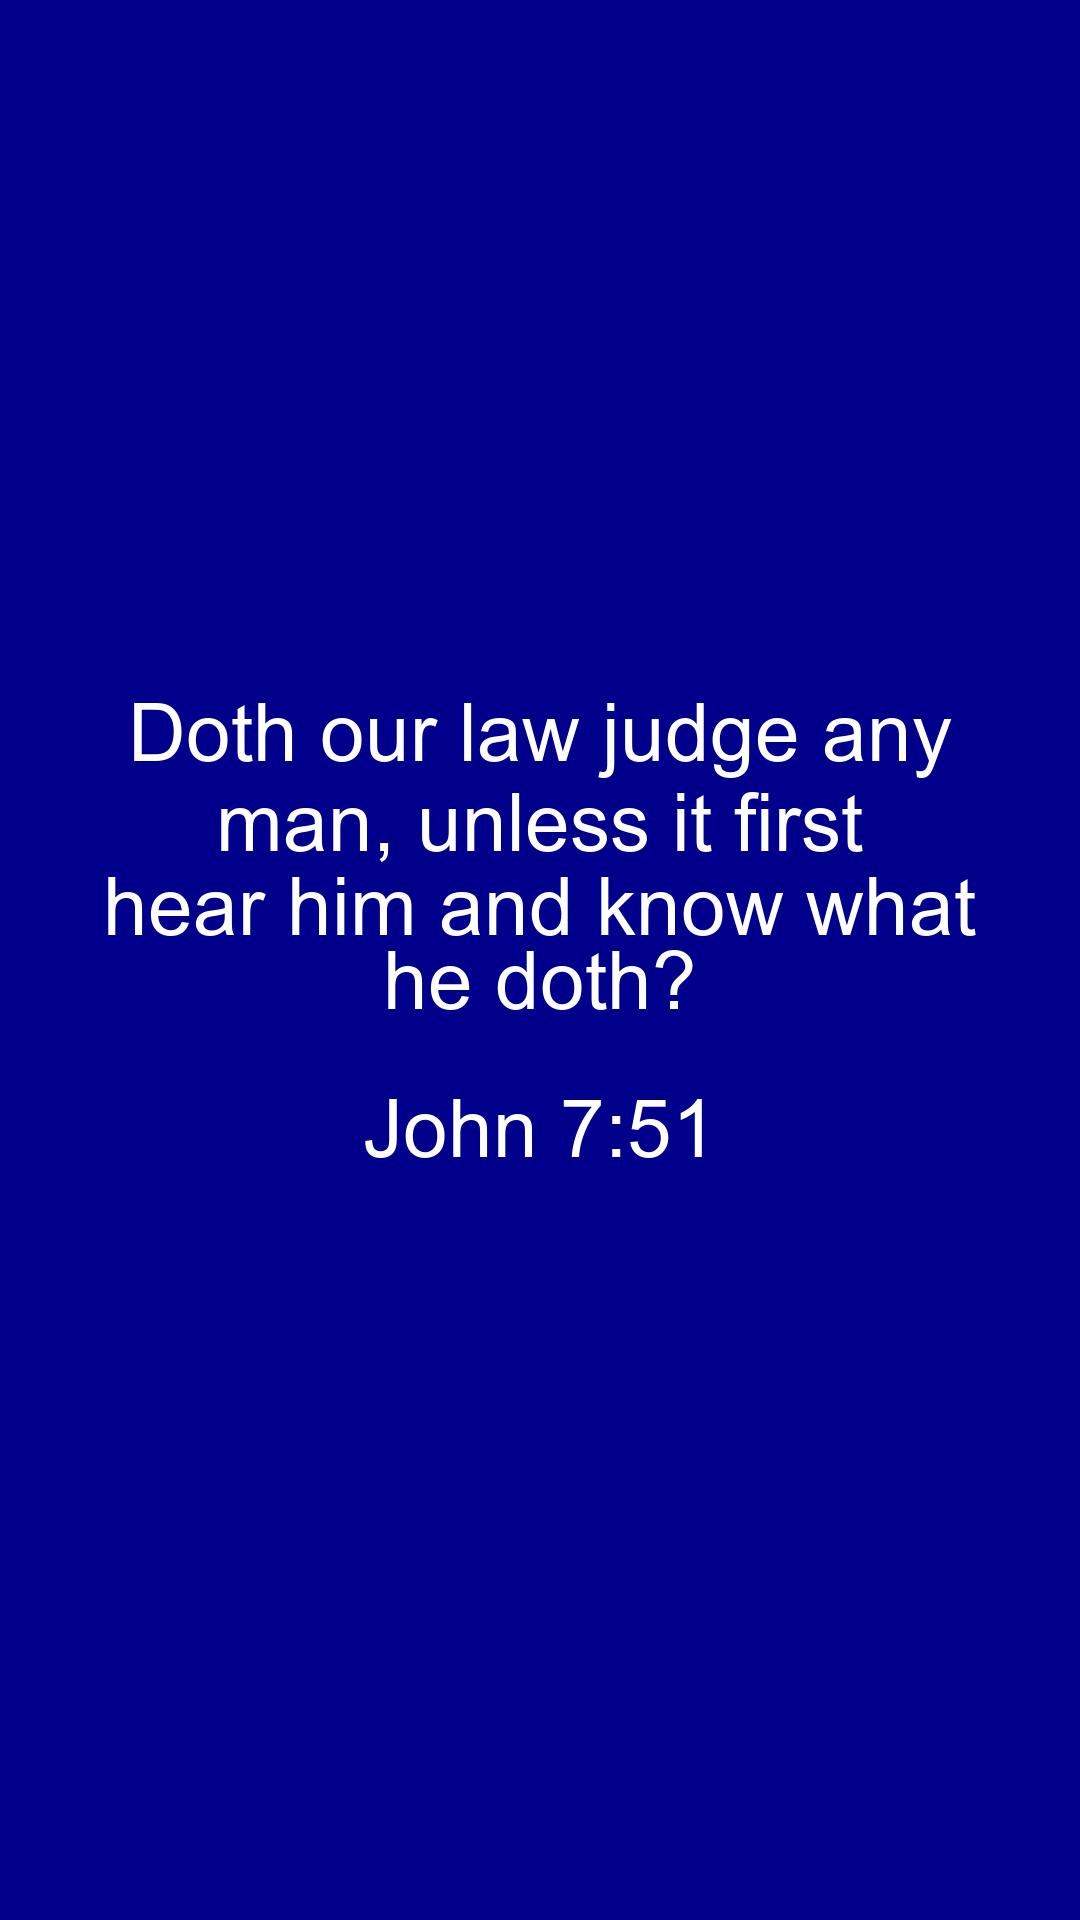 Doth our law judge any
man, unless it first
hear him and know what
he doth?
John 7:51